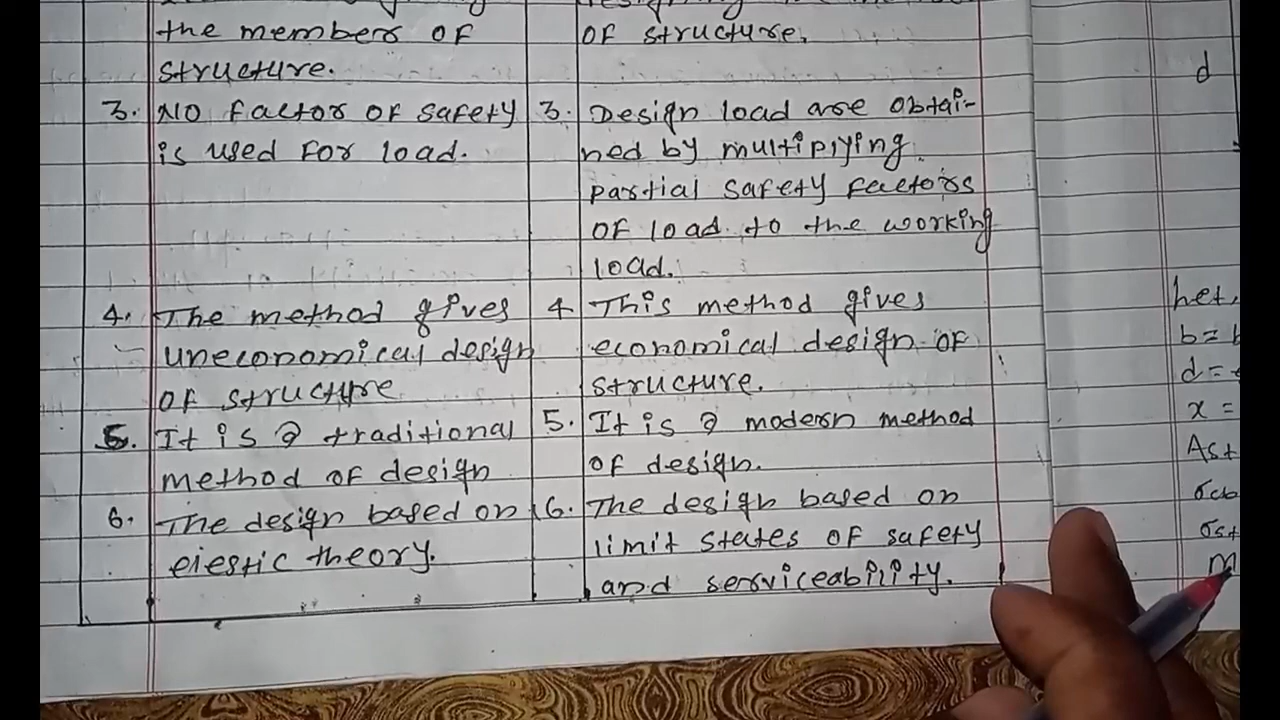 the members of
structure.
3. No factor of safety
is used for load.
4. The method gives
uneconomical design
of structure
5. It is a traditional
method of design
6. The design based on
elestic theory.
of structure.
3. Design load are obtai-
ned by multiplying
partial safety factors
of load to the working
load.
4. This method gives
economical design of
structure.
5. It is a modern method
of design.
6. The design based on
limit states of safety
and serviceability.
d
b=
d=
x=
Ast
σcb
σst
m